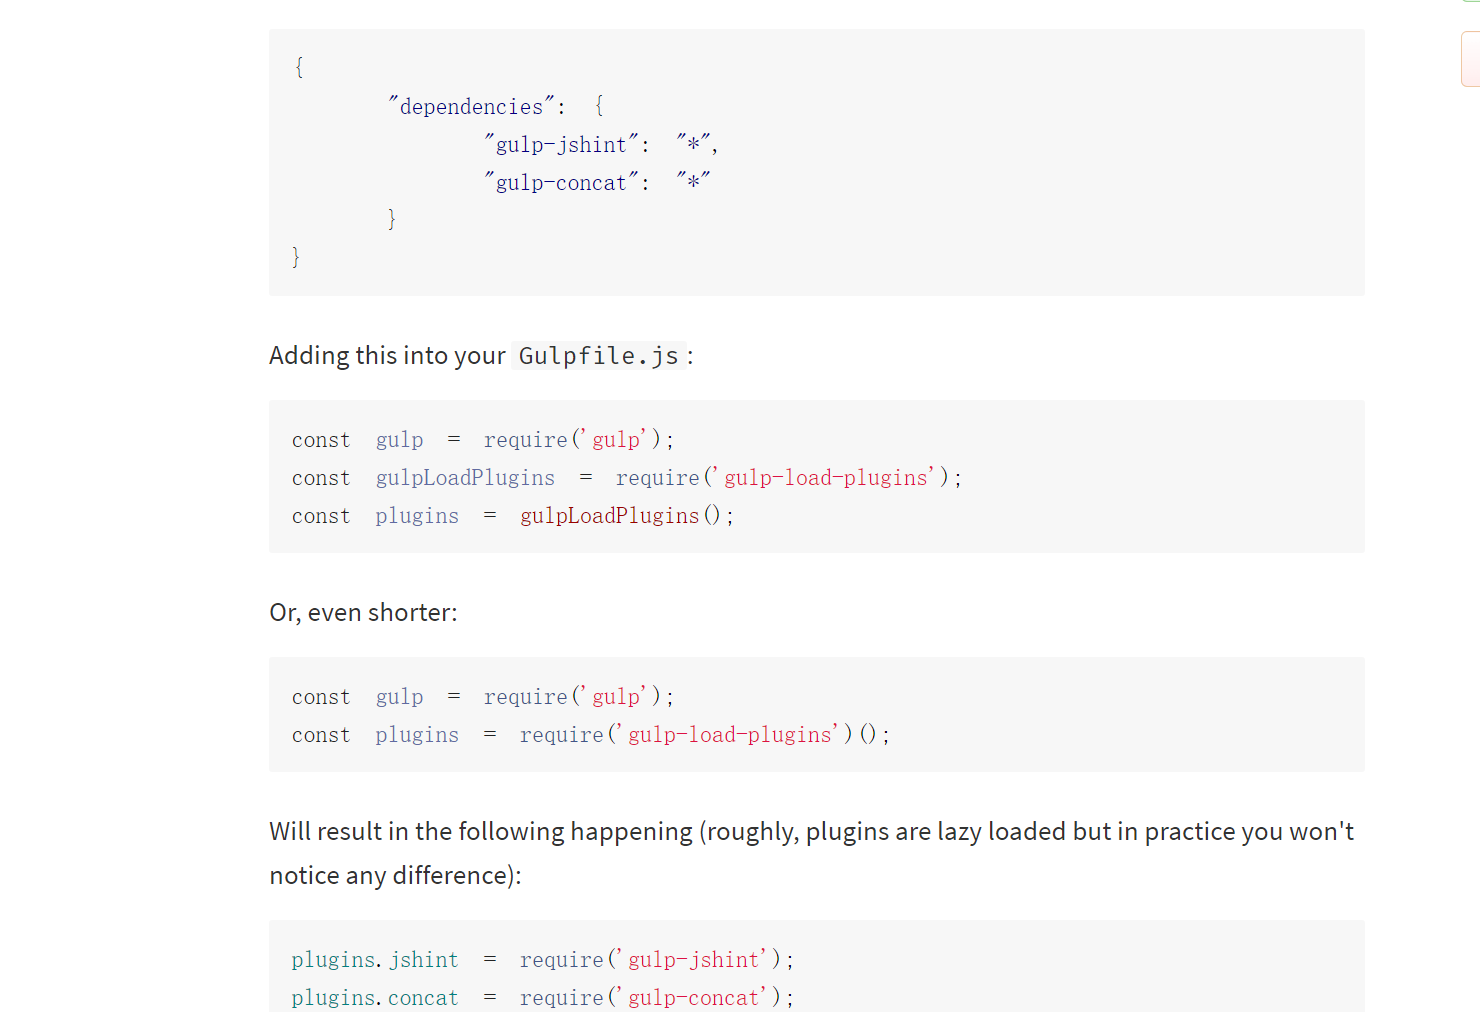 {
"dependencies": {
"gulp-jshint": "*",
"gulp-concat": "*"
}
}
Adding this into your Gulpfile.js:
const gulp = require('gulp');
const gulpLoadPlugins = require('gulp-load-plugins');
const plugins = gulpLoadPlugins();
Or, even shorter:
const gulp = require('gulp');
const plugins = require('gulp-load-plugins')();
Will result in the following happening (roughly, plugins are lazy loaded but in practice you won't
notice any difference):
plugins.jshint = require('gulp-jshint');
plugins.concat = require('gulp-concat');